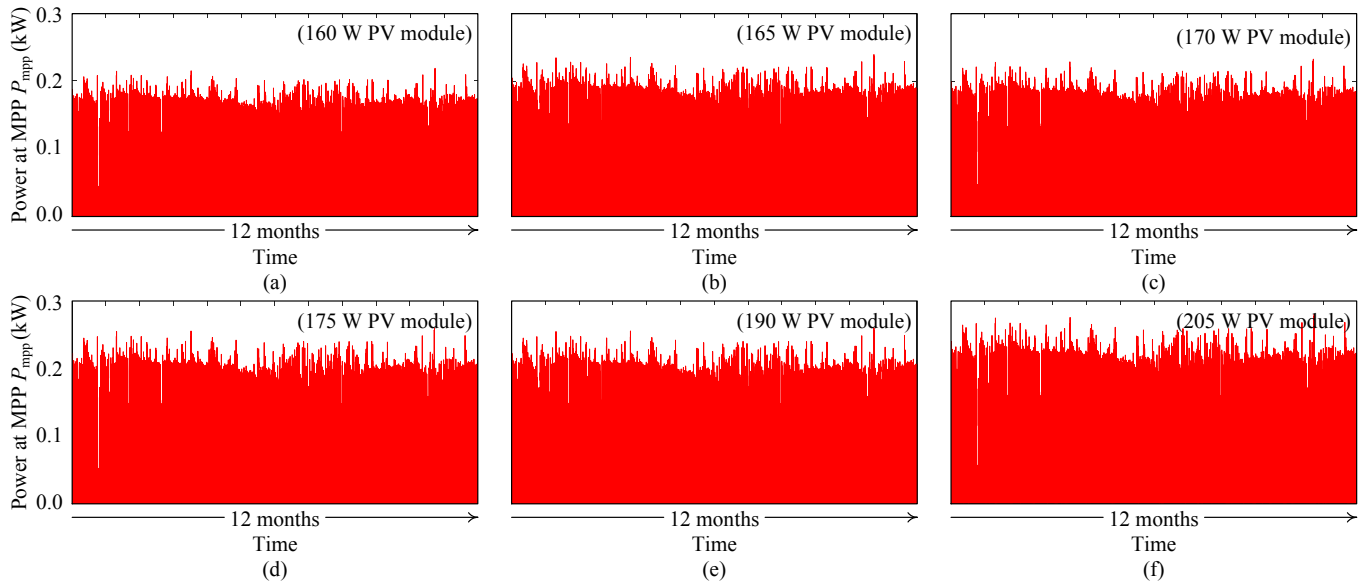 Power at MPP Pmpp (kW)
0.3
0.2
0.1
0.0
(160 W PV module)
12 months
Time
(a)
(165 W PV module)
12 months
Time
(b)
(170 W PV module)
12 months
Time
(c)
Power at MPP Pmpp (kW)
0.3
0.2
0.1
0.0
(175 W PV module)
12 months
Time
(d)
(190 W PV module)
12 months
Time
(e)
(205 W PV module)
12 months
Time
(f)